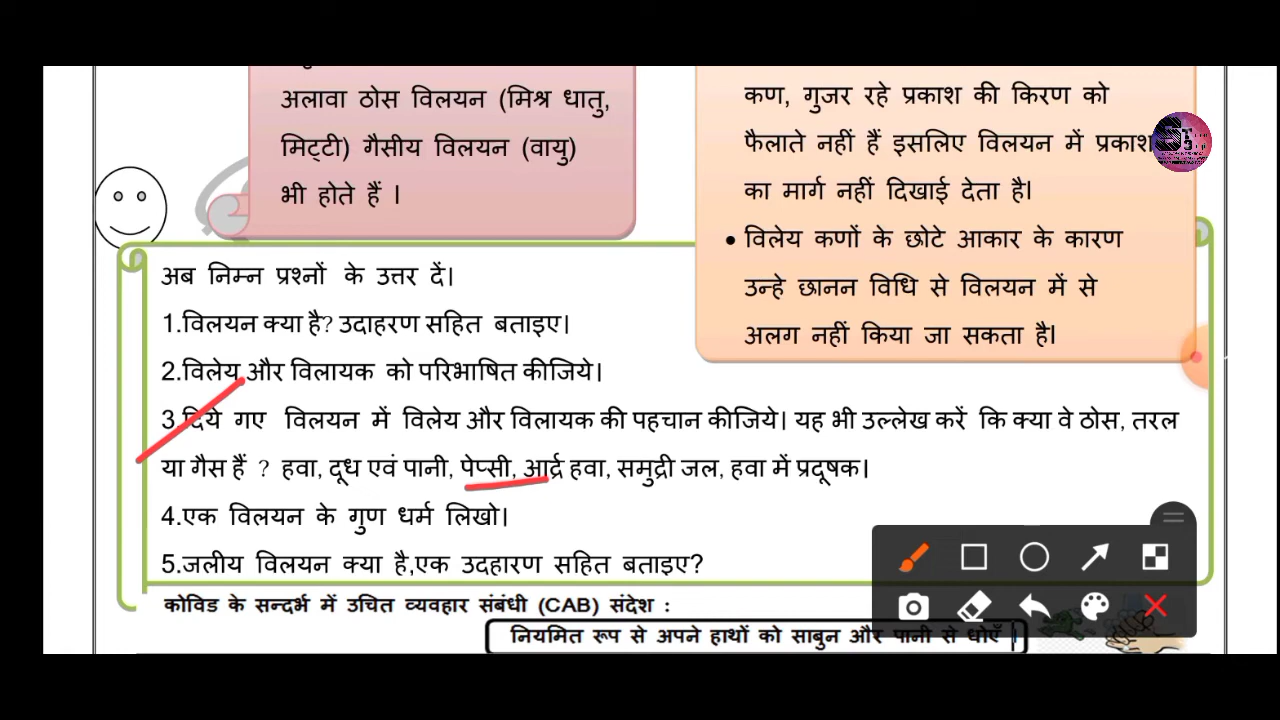 अलावा ठोस विलयन (मिश्र धातु,
मिट्टी) गैसीय विलयन (वायु)
भी होते हैं ।
कण, गुजर रहे प्रकाश की किरण को
फैलाते नहीं हैं इसलिए विलयन में प्रकाश
का मार्ग नहीं दिखाई देता है।
• विलेय कणों के छोटे आकार के कारण
उन्हे छानन विधि से विलयन में से
अलग नहीं किया जा सकता है।
अब निम्न प्रश्नों के उत्तर दें।
1.विलयन क्या है? उदाहरण सहित बताइए।
2.विलेय और विलायक को परिभाषित कीजिये।
3.दिये गए विलयन में विलेय और विलायक की पहचान कीजिये। यह भी उल्लेख करें कि क्या वे ठोस, तरल
या गैस हैं ? हवा, दूध एवं पानी, पेप्सी, आर्द्र हवा, समुद्री जल, हवा में प्रदूषक।
4.एक विलयन के गुण धर्म लिखो।
5.जलीय विलयन क्या है,एक उदहारण सहित बताइए?
कोविड के सन्दर्भ में उचित व्यवहार संबंधी (CAB) संदेश :
नियमित रूप से अपने हाथों को साबुन और पानी से धोएँ |